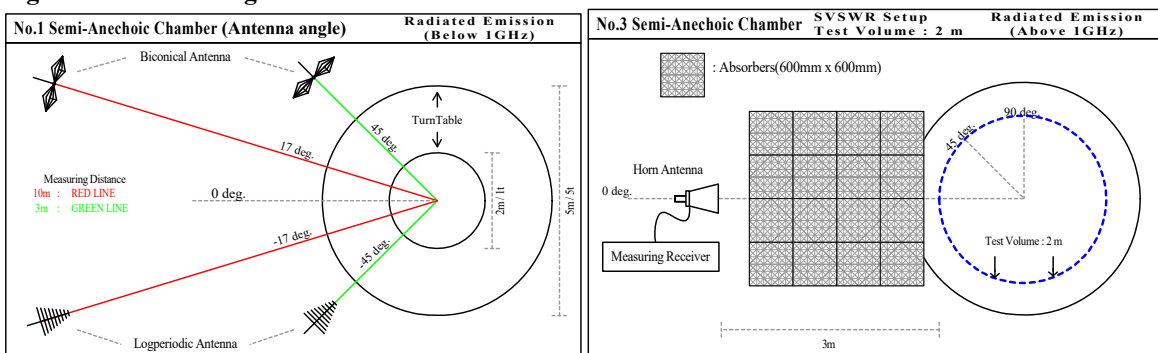 No.1 Semi-Anechoic Chamber (Antenna angle)
Radiated Emission
(Below 1GHz)
Biconical Antenna
TurnTable
45 deg.
17 deg.
Measuring Distance
10m : RED LINE
3m : GREEN LINE
0 deg.
2m / 1t
5m / 5t
-17 deg.
-45 deg.
Logperiodic Antenna
No.3 Semi-Anechoic Chamber
SVSWR Setup
Test Volume : 2 m
Radiated Emission
(Above 1GHz)
: Absorbers(600mm x 600mm)
90 deg.
45 deg.
Horn Antenna
0 deg.
Measuring Receiver
Test Volume : 2 m
3m